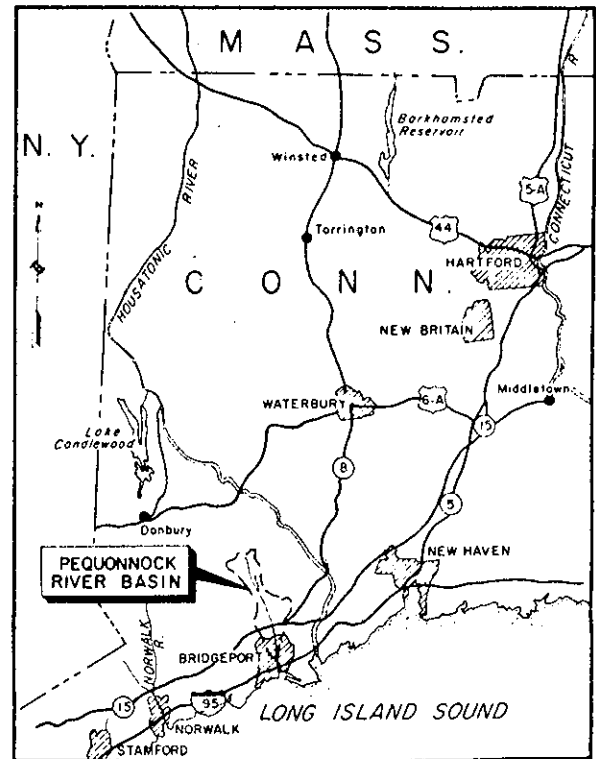 M A S S.
N. Y.
Barkhamsted
Reservoir
Winsted
R
RIVER
HOUSATONIC
Torrington
44
5-A
CONNECTICUT
HARTFORD
C O N N.
NEW BRITAIN
WATERBURY
6-A
Middletown
15
Lake
Candlewood
8
5
Danbury
NEW HAVEN
PEQUONNOCK
RIVER BASIN
NORWALK
R.
BRIDGEPORT
15
95
LONG ISLAND SOUND
NORWALK
STAMFORD